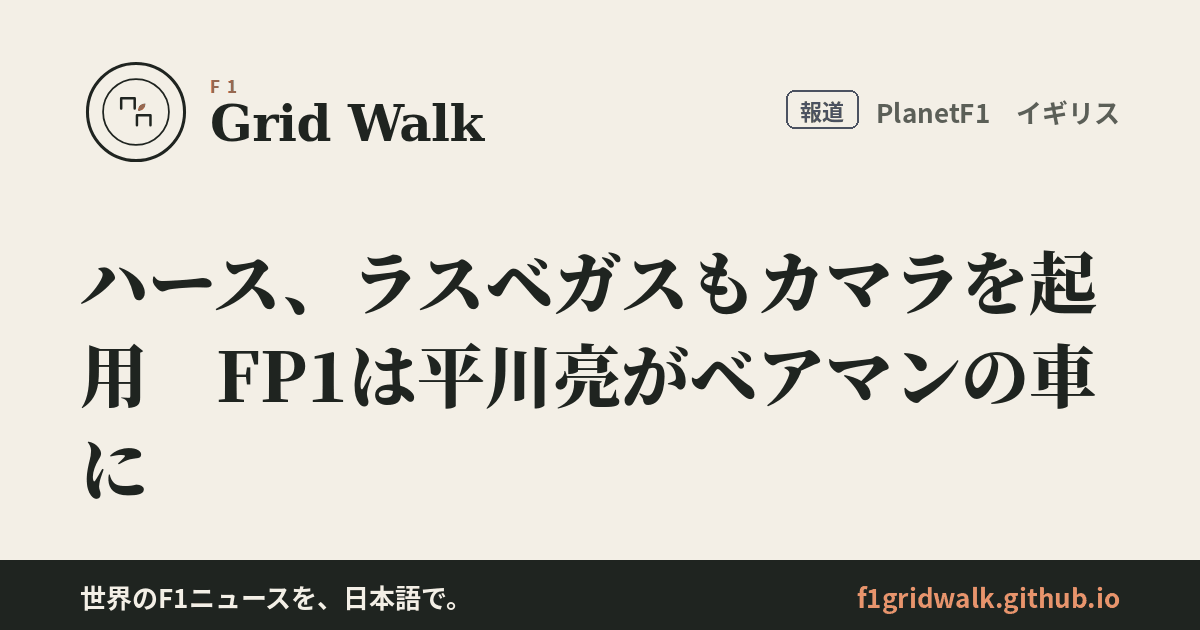 F1
Grid Walk
報道
PlanetF1　イギリス
ハース、ラスベガスもカマラを起
用　FP1は平川亮がベアマンの車
に
世界のF1ニュースを、日本語で。
f1gridwalk.github.io